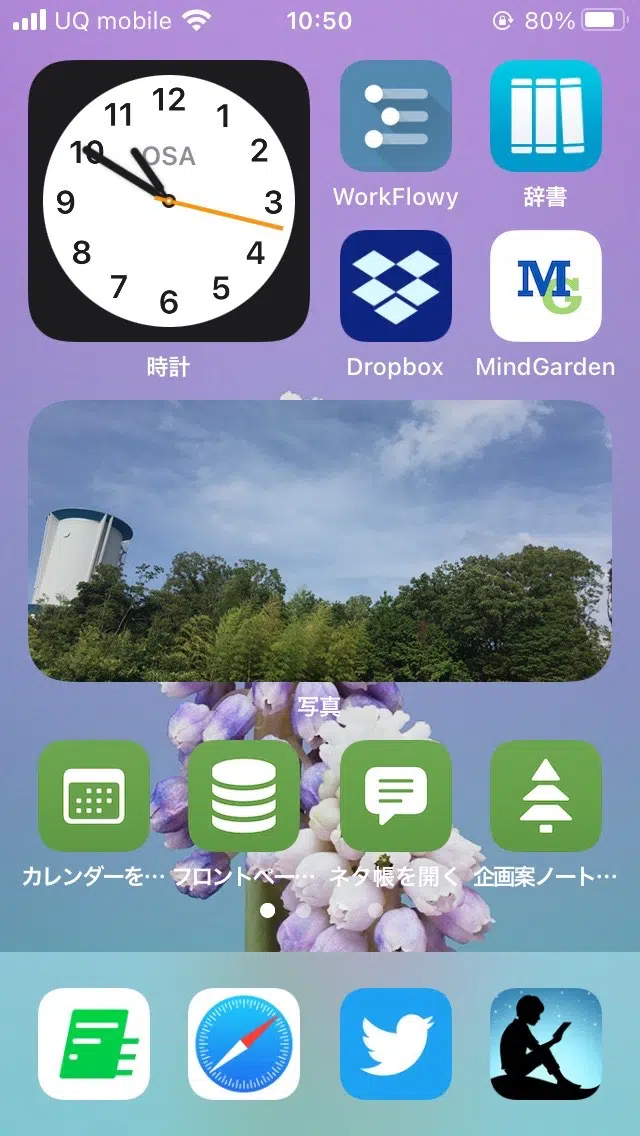 UQ mobile 10:50 80%
12
11 1
10 OSA 2
9 3
8 4
7 5
6
WorkFlowy 辞書
MG
時計 Dropbox MindGarden
写真
カレンダーを… フロントペー… ネタ帳を開く 企画案ノート…